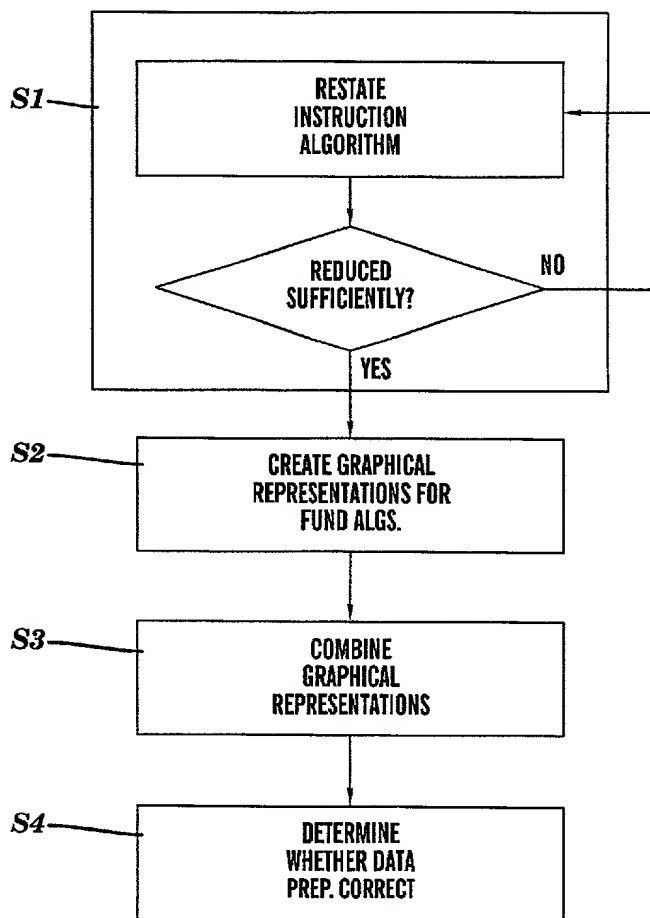 S1
RESTATE
INSTRUCTION
ALGORITHM
REDUCED
SUFFICIENTLY?
NO
YES
S2
CREATE GRAPHICAL
REPRESENTATIONS FOR
FUND ALGS.
S3
COMBINE
GRAPHICAL
REPRESENTATIONS
S4
DETERMINE
WHETHER DATA
PREP. CORRECT